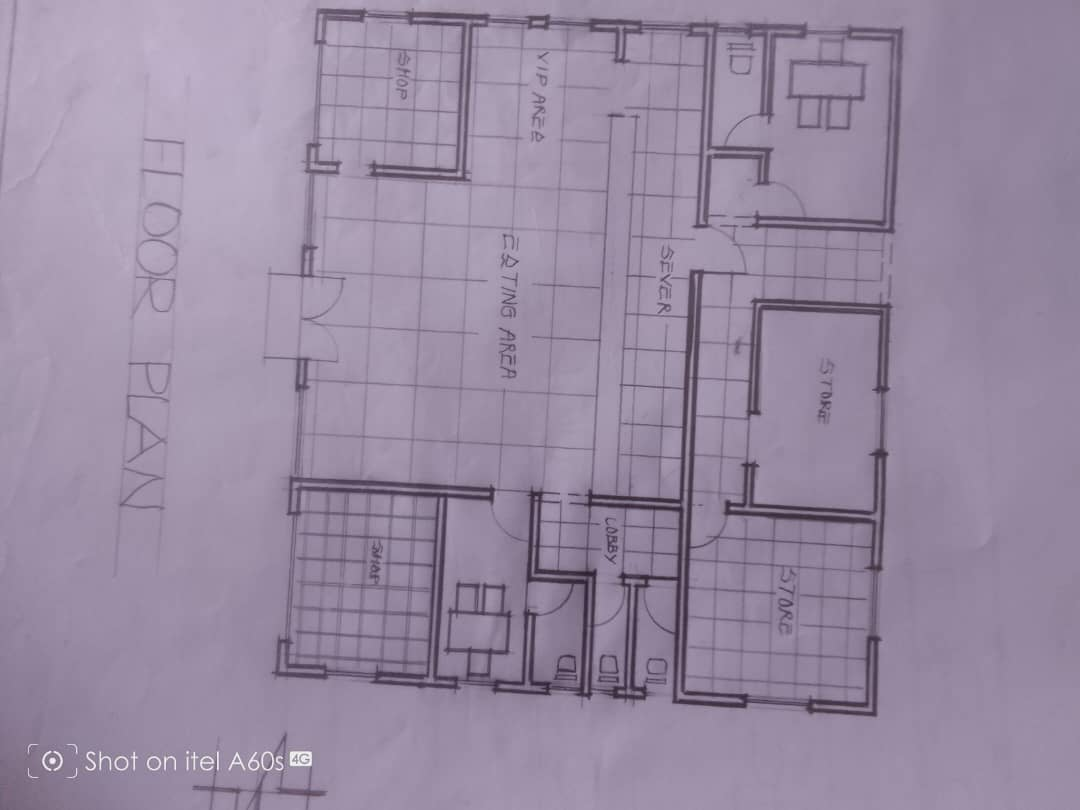 FLOOR PLAN
SHOP
VIP AREA
EATING AREA
SEVER
STORE
STORE
LOBBY
SHOP
Shot on itel A60s 4G